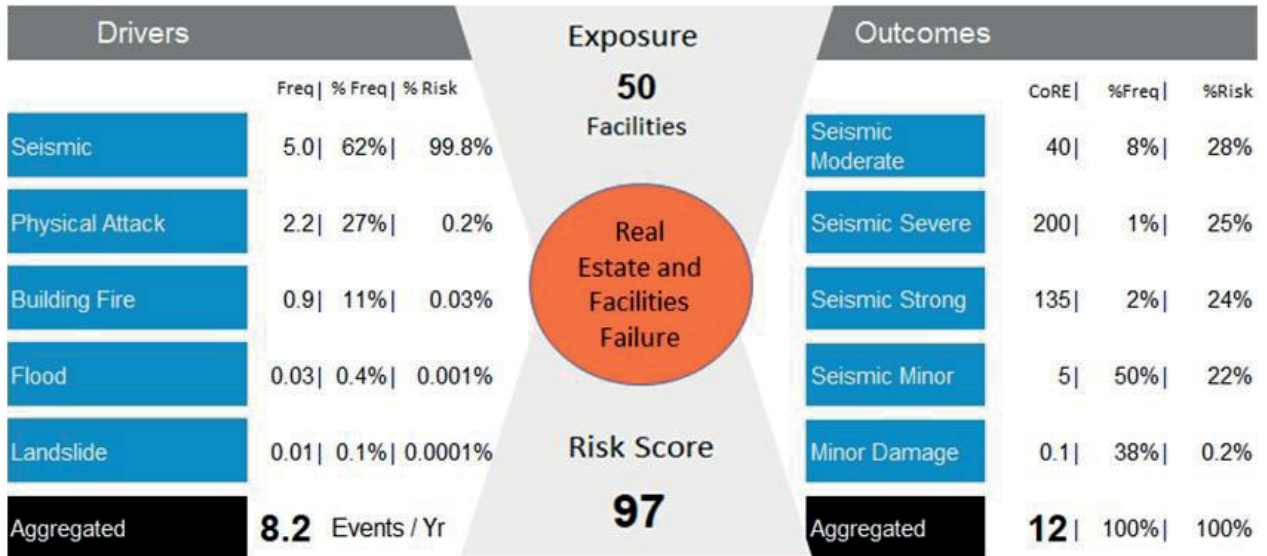 Drivers
Exposure
Outcomes
50
Facilities
Freq| % Freq| % Risk
CoRE| %Freq| %Risk
Seismic 5.0| 62%| 99.8%
Seismic
Moderate 40| 8%| 28%
Physical Attack 2.2| 27%| 0.2%
Real
Estate and
Facilities
Failure
Seismic Severe 200| 1%| 25%
Building Fire 0.9| 11%| 0.03%
Seismic Strong 135| 2%| 24%
Flood 0.03| 0.4%| 0.001%
Seismic Minor 5| 50%| 22%
Landslide 0.01| 0.1%| 0.0001%
Risk Score
97
Minor Damage 0.1| 38%| 0.2%
Aggregated 8.2 Events / Yr
Aggregated 12| 100%| 100%